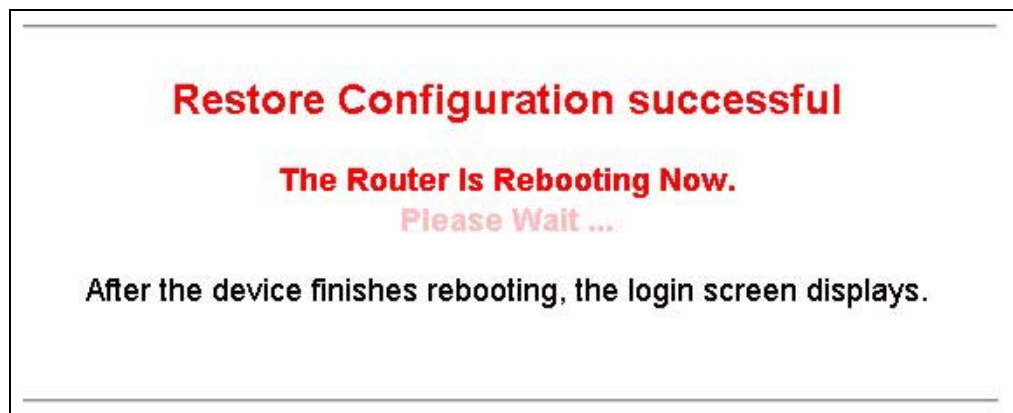 Restore Configuration successful
The Router Is Rebooting Now.
Please Wait ...
After the device finishes rebooting, the login screen displays.